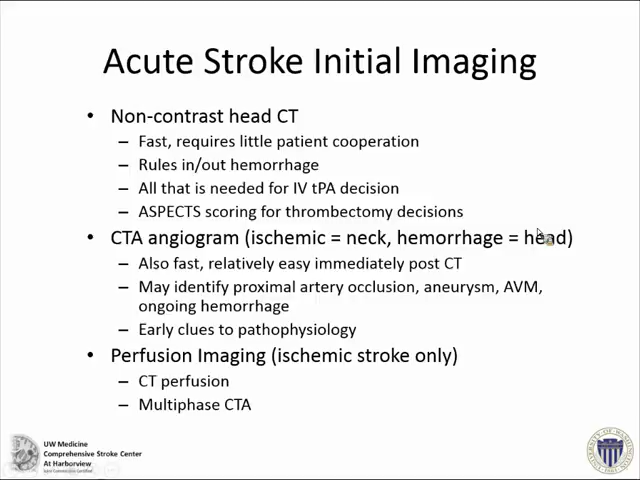 Acute Stroke Initial Imaging
• Non-contrast head CT
– Fast, requires little patient cooperation
– Rules in/out hemorrhage
– All that is needed for IV tPA decision
– ASPECTS scoring for thrombectomy decisions
• CTA angiogram (ischemic = neck, hemorrhage = head)
– Also fast, relatively easy immediately post CT
– May identify proximal artery occlusion, aneurysm, AVM,
ongoing hemorrhage
– Early clues to pathophysiology
• Perfusion Imaging (ischemic stroke only)
– CT perfusion
– Multiphase CTA
UW Medicine
Comprehensive Stroke Center
At Harborview